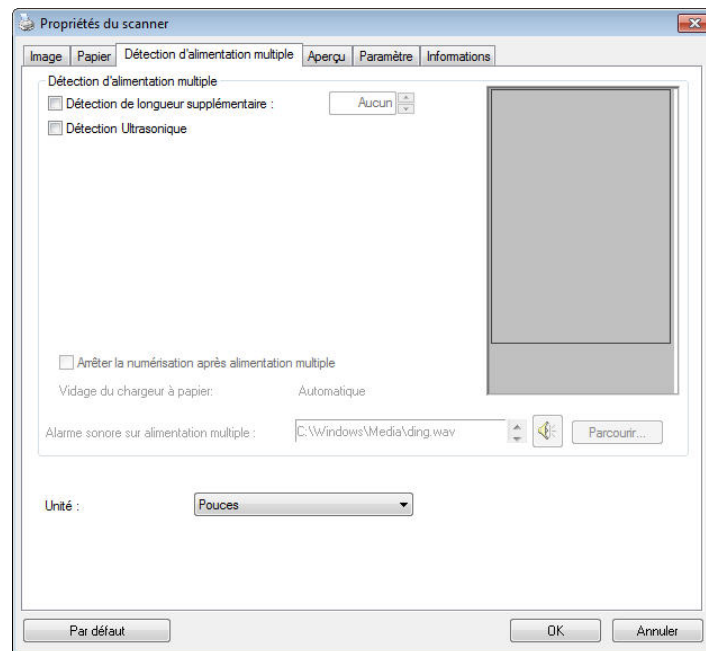 Propriétés du scanner
Image Papier Détection d'alimentation multiple Aperçu Paramètre Informations
Détection d'alimentation multiple
Détection de longueur supplémentaire : Aucun
Détection Ultrasonique
Arrêter la numérisation après alimentation multiple
Vidage du chargeur à papier: Automatique
Alarme sonore sur alimentation multiple : C:\Windows\Media\ding.wav Parcourir...
Unité : Pouces
Par défaut OK Annuler